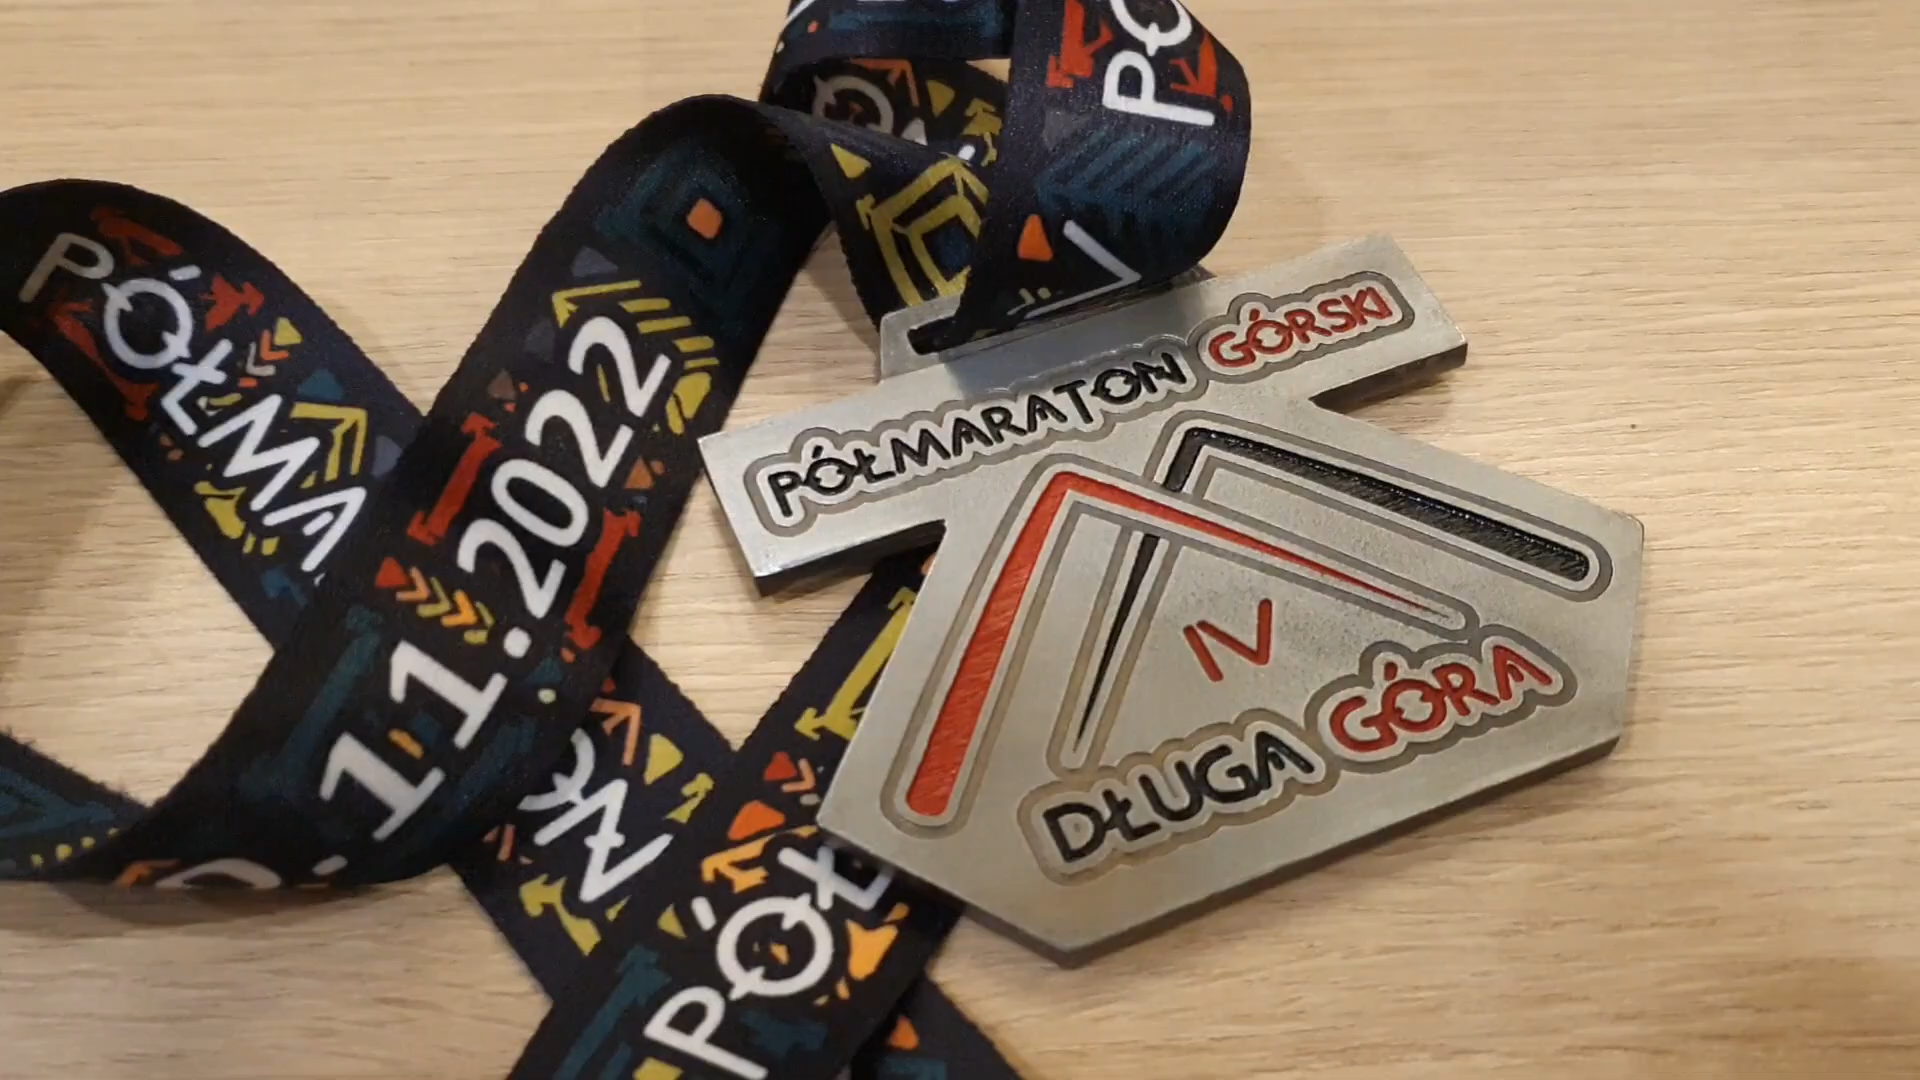 PÓŁMARATON GÓRSKI
IV
DŁUGA GÓRA
PÓŁMA
11.2022
PÓŁ